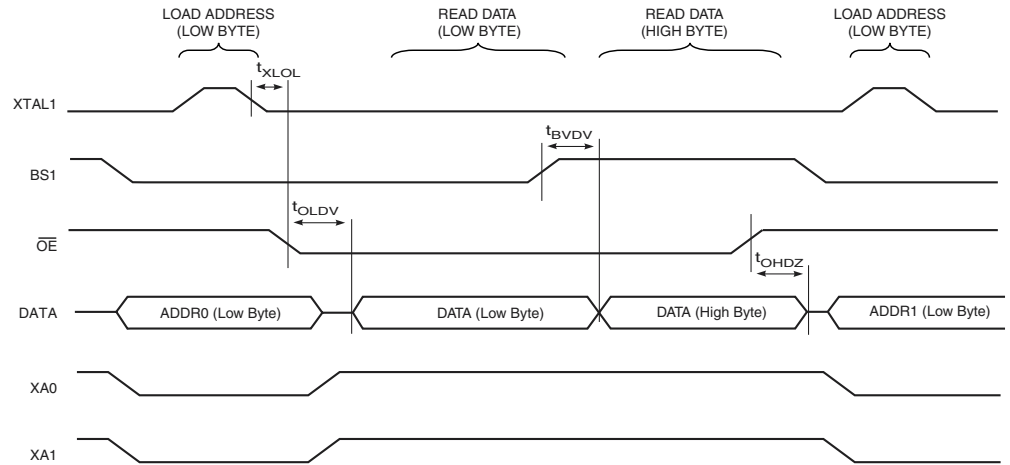 LOAD ADDRESS
(LOW BYTE)
READ DATA
(LOW BYTE)
READ DATA
(HIGH BYTE)
LOAD ADDRESS
(LOW BYTE)
tXLOL
XTAL1
tBVDV
BS1
tOLDV
OE
tOHDZ
DATA
ADDR0 (Low Byte)
DATA (Low Byte)
DATA (High Byte)
ADDR1 (Low Byte)
XA0
XA1